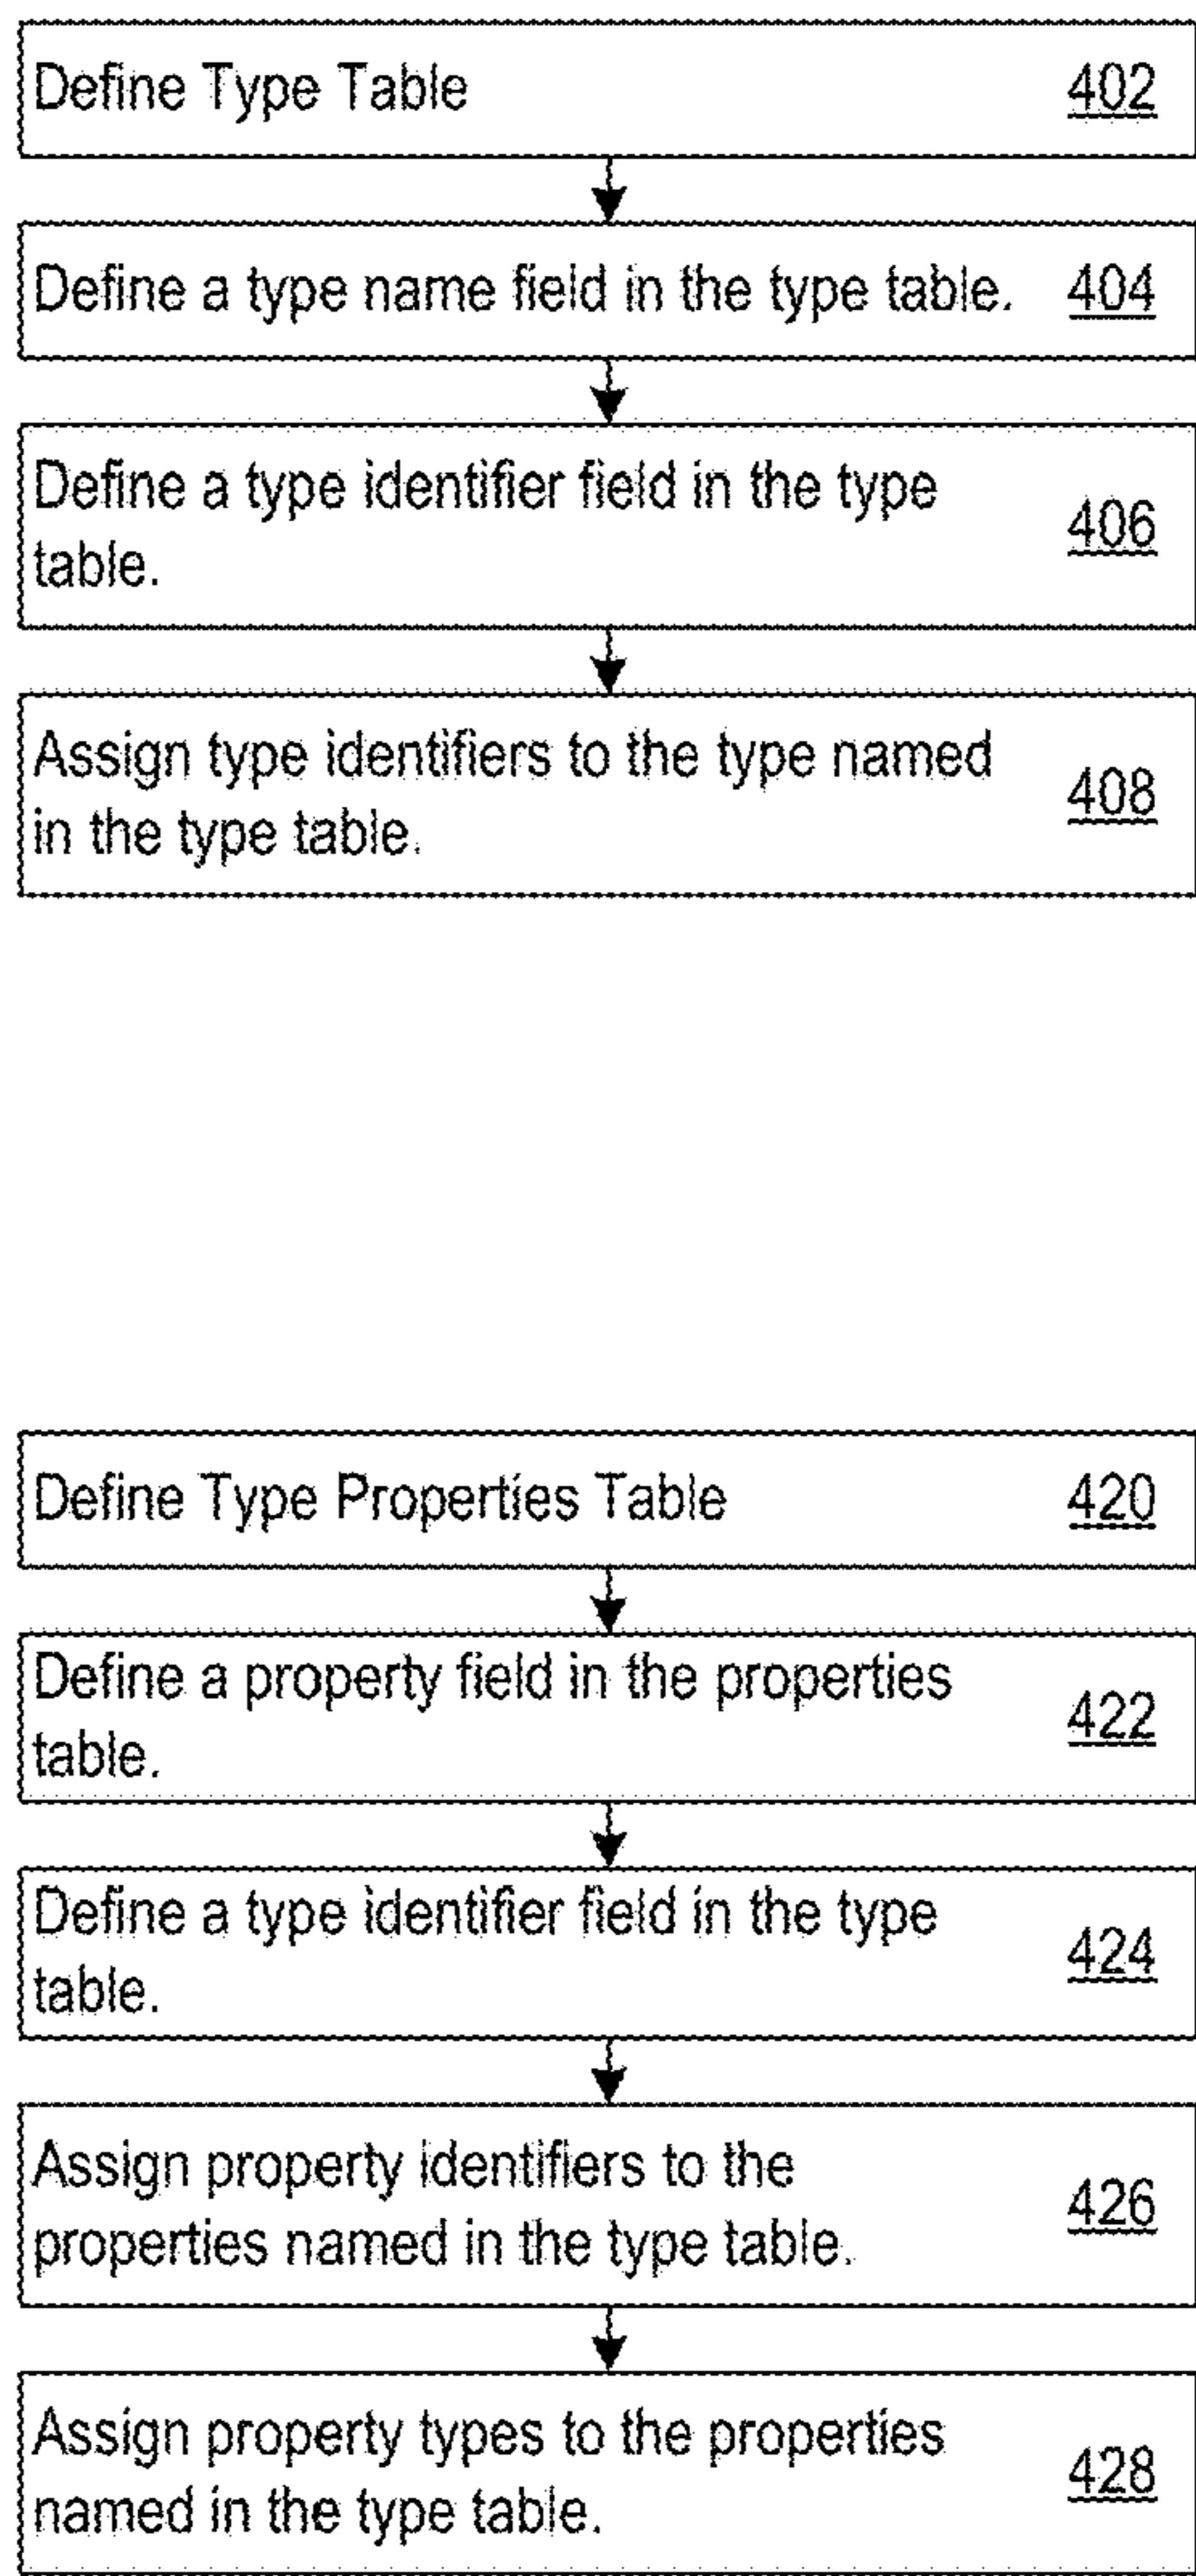 Define Type Table 402
Define a type name field in the type table. 404
Define a type identifier field in the type
table.
406
Assign type identifiers to the type named
in the type table.
408
Define Type Properties Table 420
Define a property field in the properties
table.
422
Define a type identifier field in the type
table.
424
Assign property identifiers to the
properties named in the type table.
426
Assign property types to the properties
named in the type table.
428